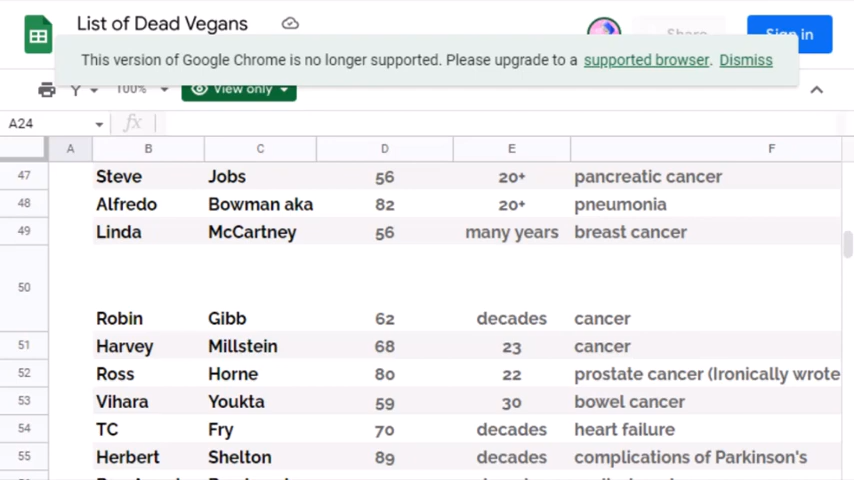 List of Dead Vegans
Share
Sign in
This version of Google Chrome is no longer supported. Please upgrade to a supported browser. Dismiss
100%
View only
A24
fx
A B C D E F
47 Steve Jobs 56 20+ pancreatic cancer
48 Alfredo Bowman aka 82 20+ pneumonia
49 Linda McCartney 56 many years breast cancer
50 Robin Gibb 62 decades cancer
51 Harvey Millstein 68 23 cancer
52 Ross Horne 80 22 prostate cancer (Ironically wrote
53 Vihara Youkta 59 30 bowel cancer
54 TC Fry 70 decades heart failure
55 Herbert Shelton 89 decades complications of Parkinson's